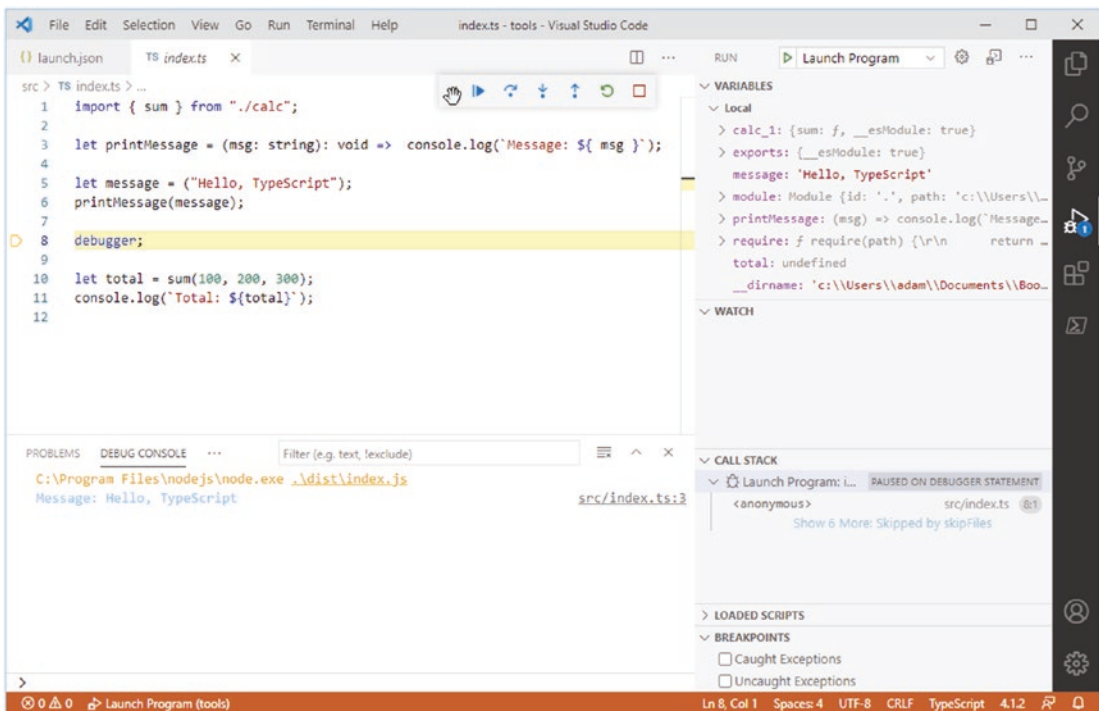 File Edit Selection View Go Run Terminal Help index.ts - tools - Visual Studio Code
{} launch.json TS index.ts
src > TS index.ts > ...
1 import { sum } from "./calc";
2
3 let printMessage = (msg: string): void =>  console.log(`Message: ${ msg }`);
4
5 let message = ("Hello, TypeScript");
6 printMessage(message);
7
8 debugger;
9
10 let total = sum(100, 200, 300);
11 console.log(`Total: ${total}`);
12
PROBLEMS DEBUG CONSOLE ... Filter (e.g. text, !exclude)
C:\Program Files\nodejs\node.exe .\dist\index.js
Message: Hello, TypeScript src/index.ts:3
>
RUN Launch Program ...
VARIABLES
Local
> calc_1: {sum: ƒ, __esModule: true}
> exports: {__esModule: true}
message: 'Hello, TypeScript'
> module: Module {id: '.', path: 'c:\\Users\\…
> printMessage: (msg) => console.log(`Message…
> require: ƒ require(path) {\r\n      return …
total: undefined
__dirname: 'c:\\Users\\adam\\Documents\\Boo…
WATCH
CALL STACK
Launch Program: i... PAUSED ON DEBUGGER STATEMENT
<anonymous> src/index.ts 8:1
Show 6 More: Skipped by skipFiles
> LOADED SCRIPTS
BREAKPOINTS
Caught Exceptions
Uncaught Exceptions
1
0 0 Launch Program (tools) Ln 8, Col 1 Spaces: 4 UTF-8 CRLF TypeScript 4.1.2